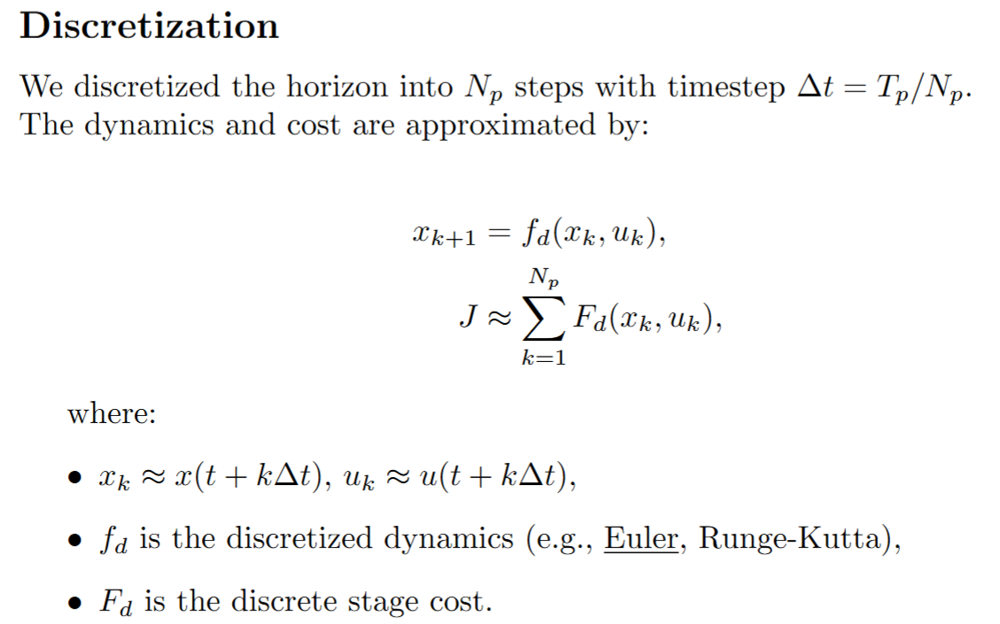 Discretization
We discretized the horizon into $N_p$ steps with timestep $\Delta t = T_p/N_p$.
The dynamics and cost are approximated by:
$x_{k+1} = f_d(x_k, u_k),$
$J \approx \sum_{k=1}^{N_p} F_d(x_k, u_k),$
where:
• $x_k \approx x(t + k\Delta t)$, $u_k \approx u(t + k\Delta t)$,
• $f_d$ is the discretized dynamics (e.g., Euler, Runge-Kutta),
• $F_d$ is the discrete stage cost.